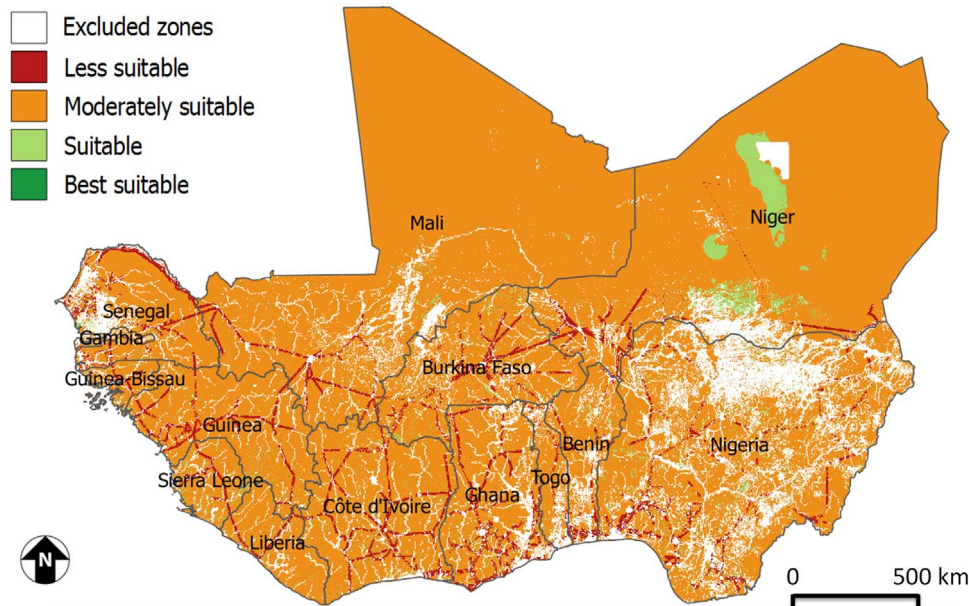 Excluded zones
Less suitable
Moderately suitable
Suitable
Best suitable
Mali
Niger
Senegal
Gambia
Guinea-Bissau
Burkina Faso
Guinea
Benin
Nigeria
Sierra Leone
Togo
Ghana
Côte d'Ivoire
Liberia
N
0 500 km